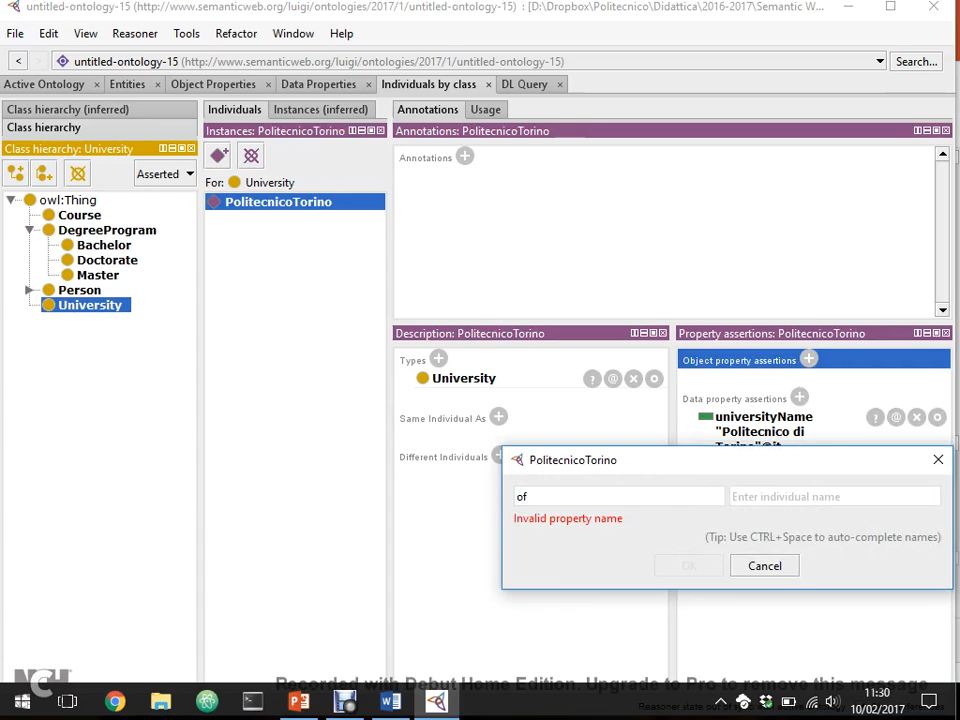 untitled-ontology-15 (http://www.semanticweb.org/luigi/ontologies/2017/1/untitled-ontology-15) : [D:\Dropbox\Politecnico\Didattica\2016-2017\Semantic W...
File Edit View Reasoner Tools Refactor Window Help
< > untitled-ontology-15 (http://www.semanticweb.org/luigi/ontologies/2017/1/untitled-ontology-15) Search...
Active Ontology × Entities × Object Properties × Data Properties × Individuals by class × DL Query ×
Class hierarchy (inferred)
Class hierarchy
Class hierarchy: University
Asserted
owl:Thing
Course
DegreeProgram
Bachelor
Doctorate
Master
Person
University
Individuals Instances (inferred)
Instances: PolitecnicoTorino
For: University
PolitecnicoTorino
Annotations Usage
Annotations: PolitecnicoTorino
Annotations
Description: PolitecnicoTorino
Types
University
Same Individual As
Different Individuals
Property assertions: PolitecnicoTorino
Object property assertions
Data property assertions
universityName
"Politecnico di
Torino"@it
PolitecnicoTorino
of Enter individual name
Invalid property name
(Tip: Use CTRL+Space to auto-complete names)
OK Cancel
NCH
Recorded with Debut Home Edition. Upgrade to Pro to remove this message
11:30
10/02/2017